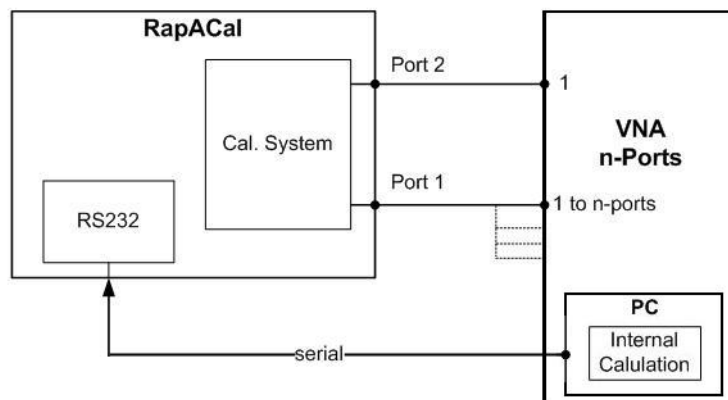 RapACal
Port 2
1
Cal. System
VNA
n-Ports
Port 1
1 to n-ports
RS232
PC
Internal
Calulation
serial